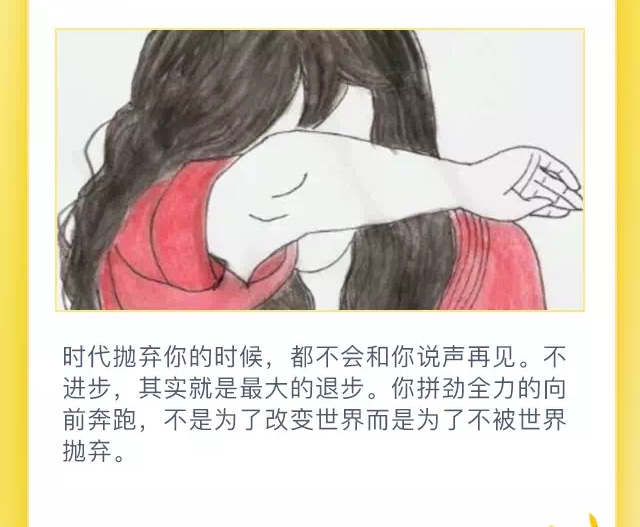 时代抛弃你的时候，都不会和你说声再见。不
进步，其实就是最大的退步。你拼劲全力的向
前奔跑，不是为了改变世界而是为了不被世界
抛弃。